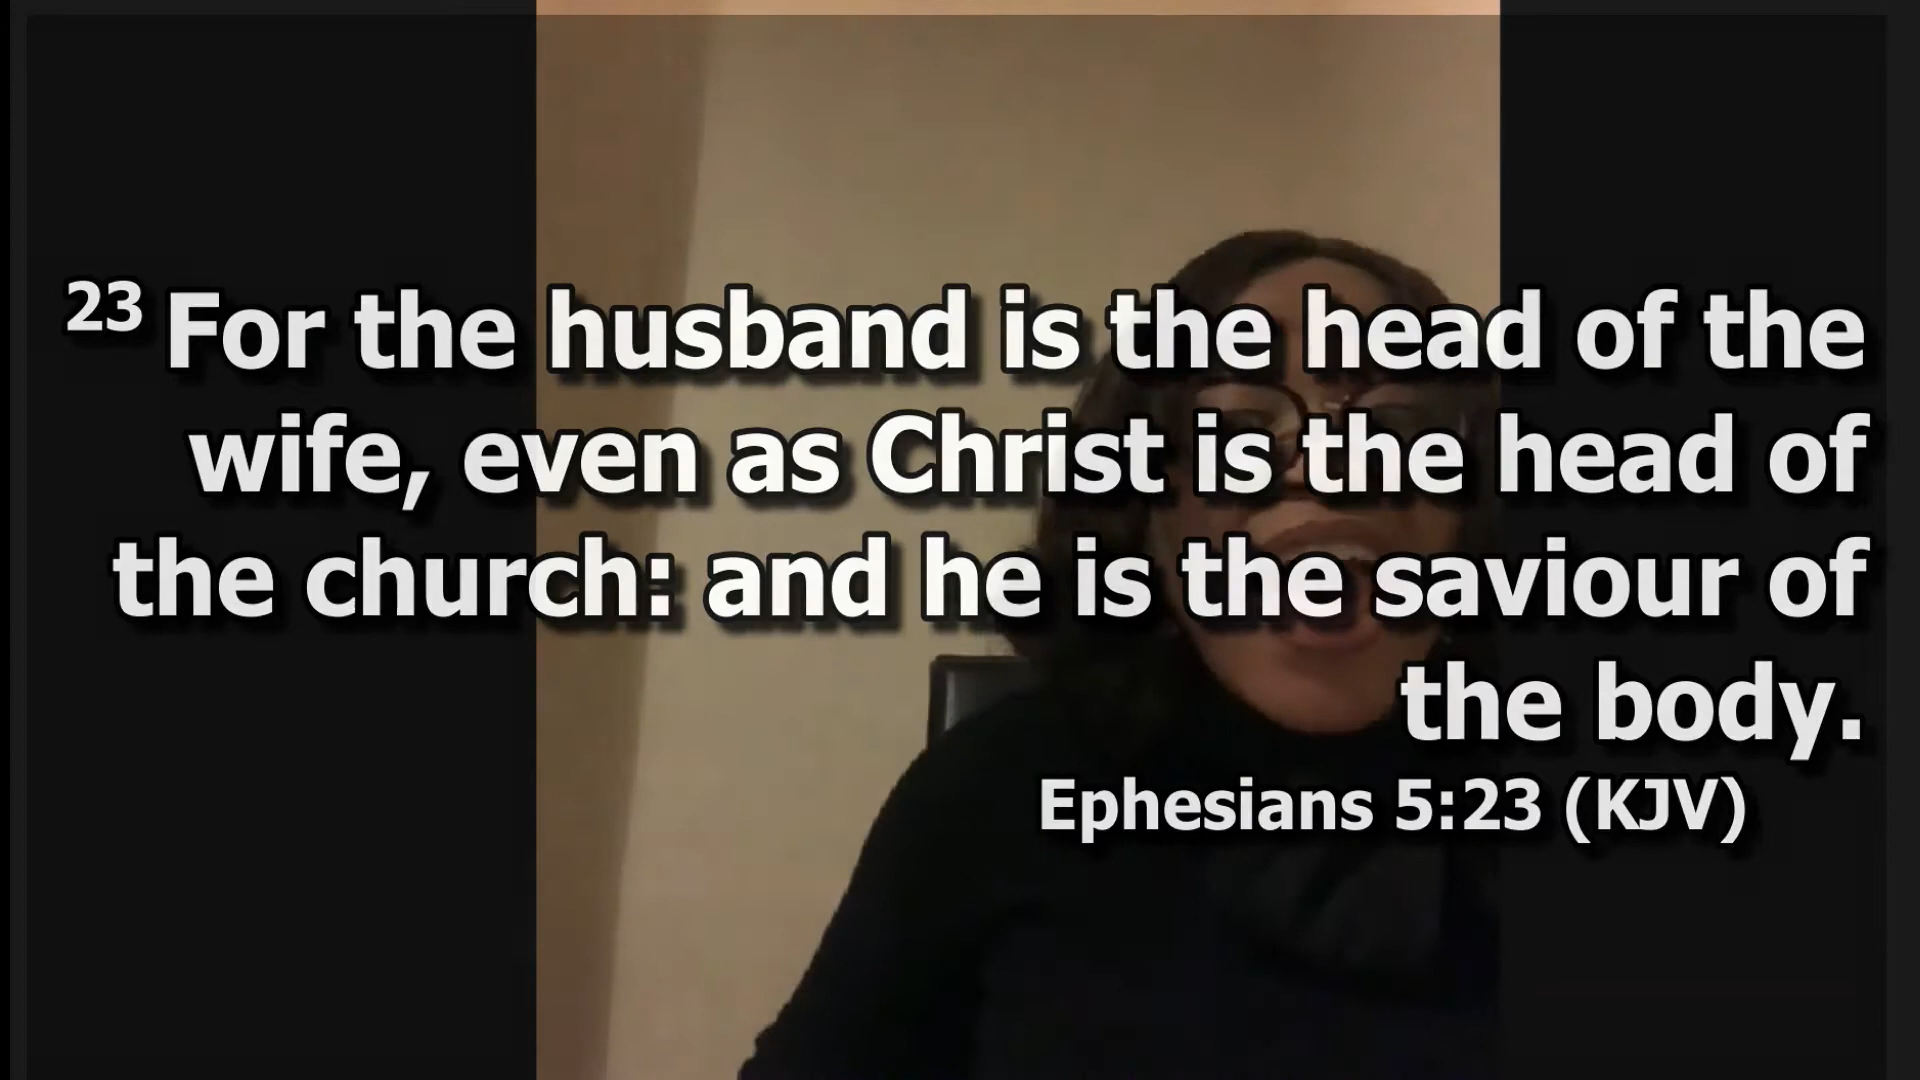 23 For the husband is the head of the
wife, even as Christ is the head of
the church: and he is the saviour of
the body.
Ephesians 5:23 (KJV)